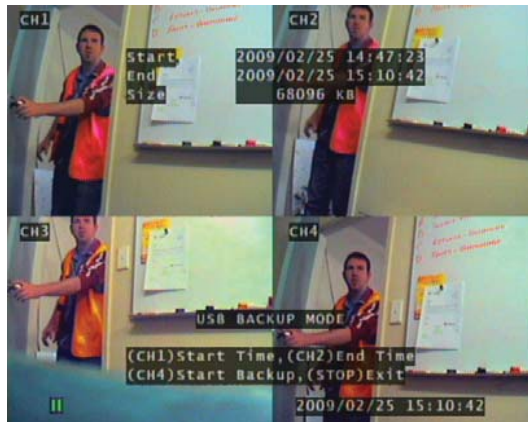 CH1
CH2
Start 2009/02/25 14:47:23
End 2009/02/25 15:10:42
Size 68096 KB
CH3
CH4
USB BACKUP MODE
(CH1)Start Time,(CH2)End Time
(CH4)Start Backup,(STOP)Exit
2009/02/25 15:10:42